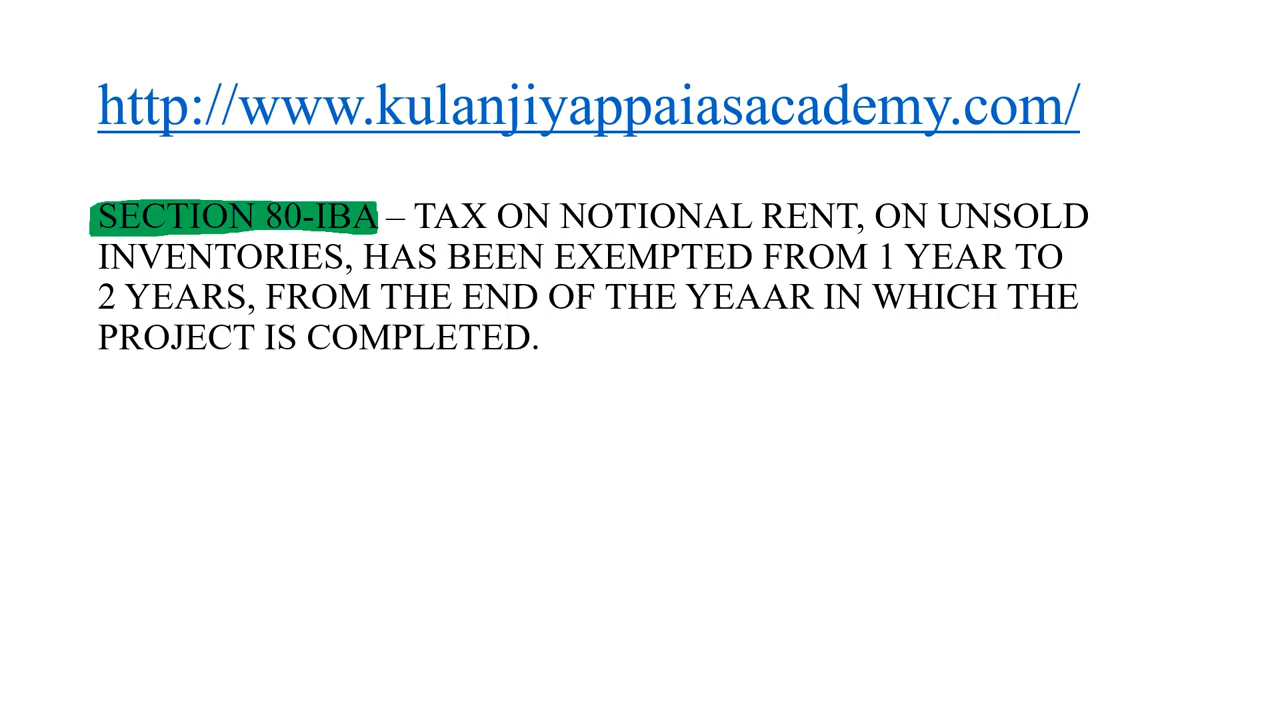 http://www.kulanjiyappaiasacademy.com/
SECTION 80-IBA – TAX ON NOTIONAL RENT, ON UNSOLD
INVENTORIES, HAS BEEN EXEMPTED FROM 1 YEAR TO
2 YEARS, FROM THE END OF THE YEAAR IN WHICH THE
PROJECT IS COMPLETED.